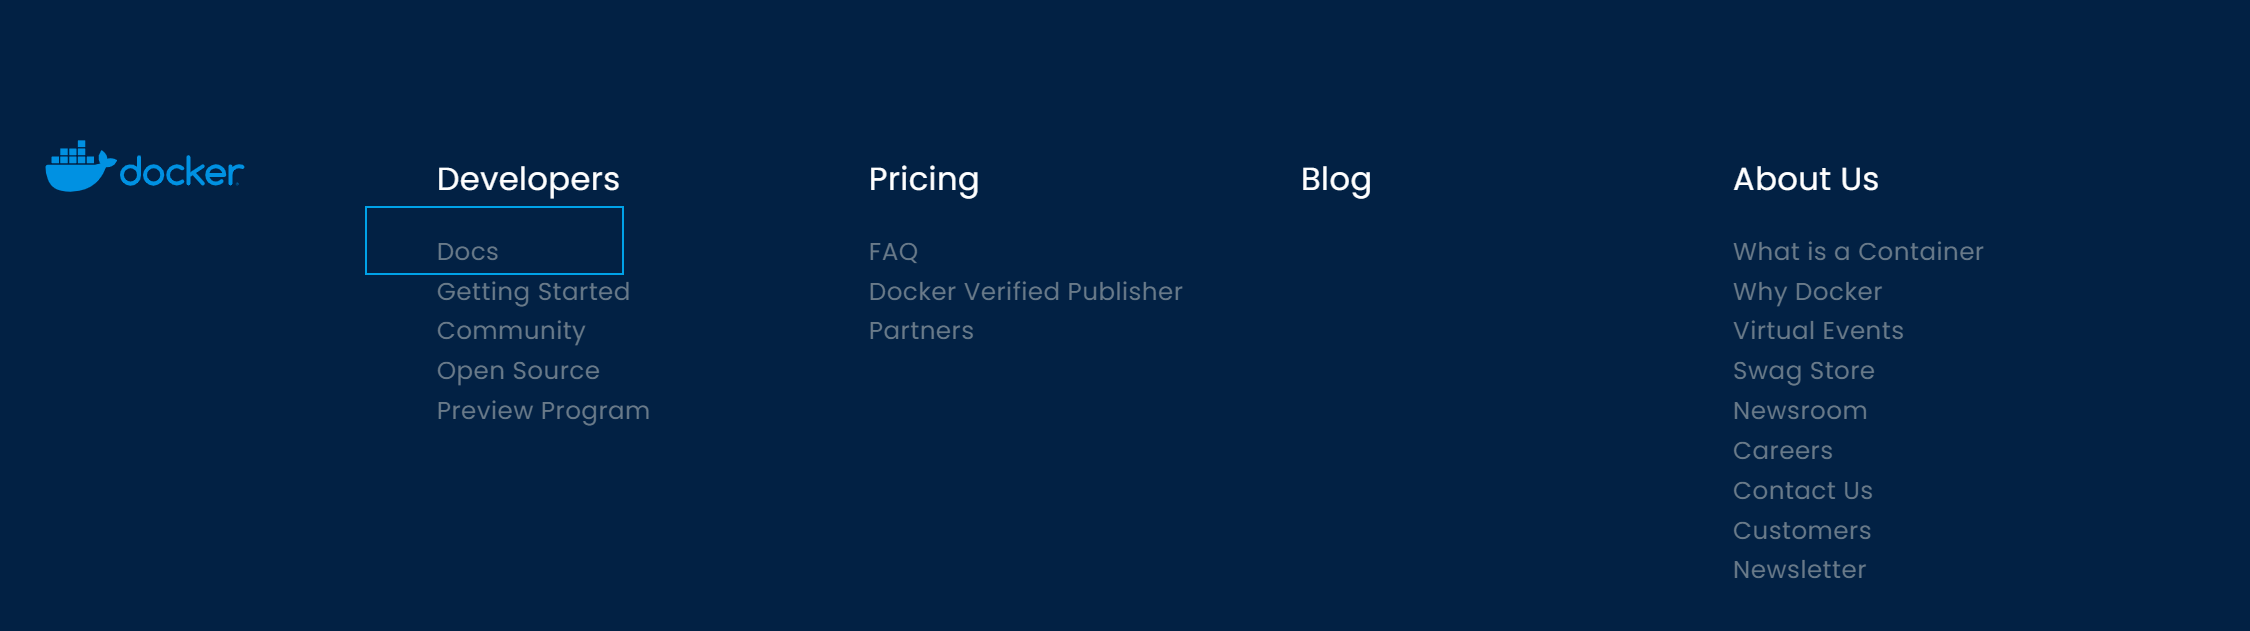 docker
Developers
Docs
Getting Started
Community
Open Source
Preview Program
Pricing
FAQ
Docker Verified Publisher
Partners
Blog
About Us
What is a Container
Why Docker
Virtual Events
Swag Store
Newsroom
Careers
Contact Us
Customers
Newsletter